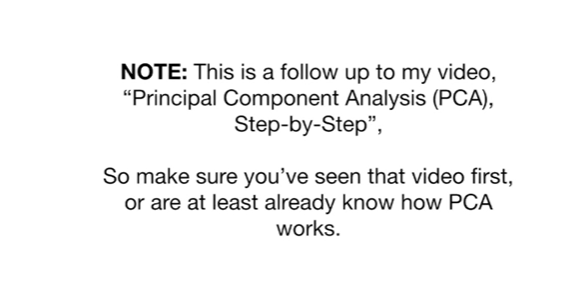 NOTE: This is a follow up to my video,
“Principal Component Analysis (PCA),
Step-by-Step”,
So make sure you’ve seen that video first,
or are at least already know how PCA
works.